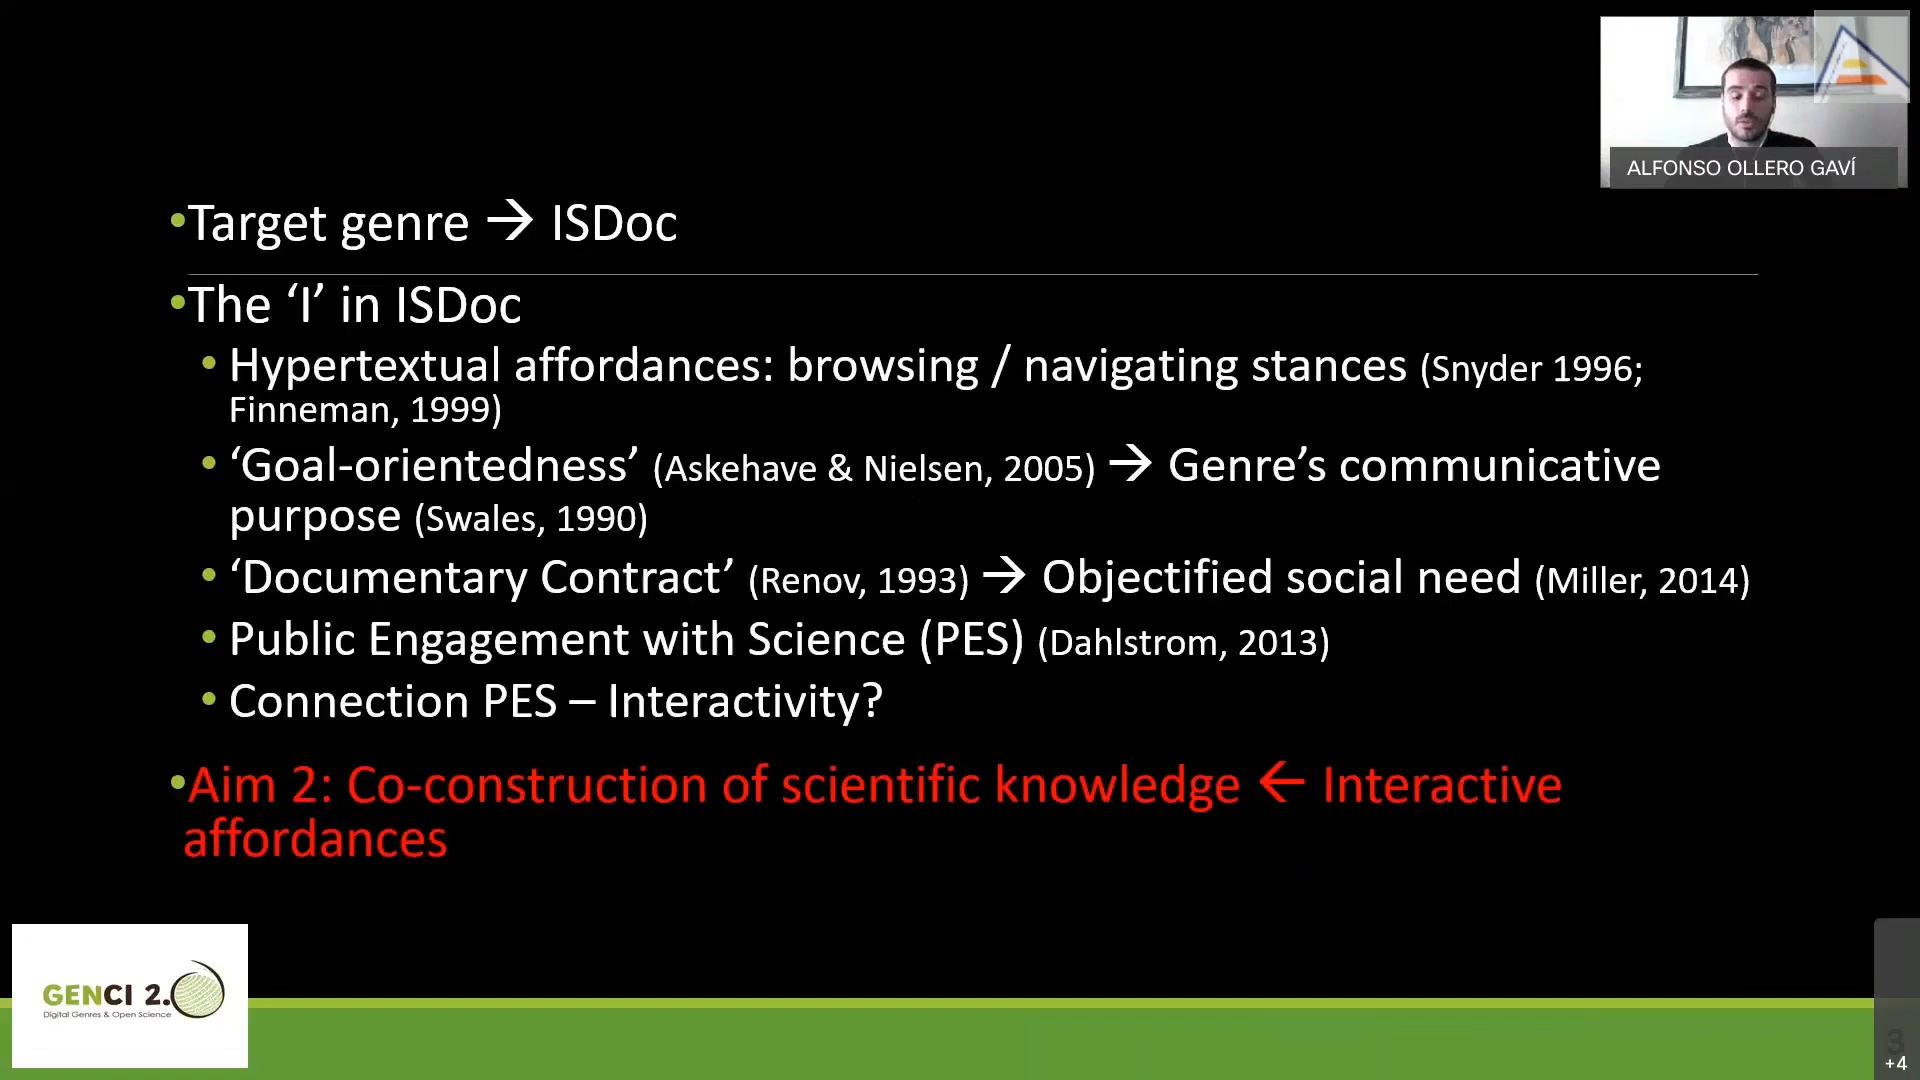 ALFONSO OLLERO GAVÍ
•Target genre → ISDoc
•The ‘I’ in ISDoc
• Hypertextual affordances: browsing / navigating stances (Snyder 1996;
Finneman, 1999)
• ‘Goal-orientedness’ (Askehave & Nielsen, 2005) → Genre’s communicative
purpose (Swales, 1990)
• ‘Documentary Contract’ (Renov, 1993) → Objectified social need (Miller, 2014)
• Public Engagement with Science (PES) (Dahlstrom, 2013)
• Connection PES – Interactivity?
•Aim 2: Co-construction of scientific knowledge ← Interactive
affordances
GENCI 2.0
Digital Genres & Open Science
3
+4